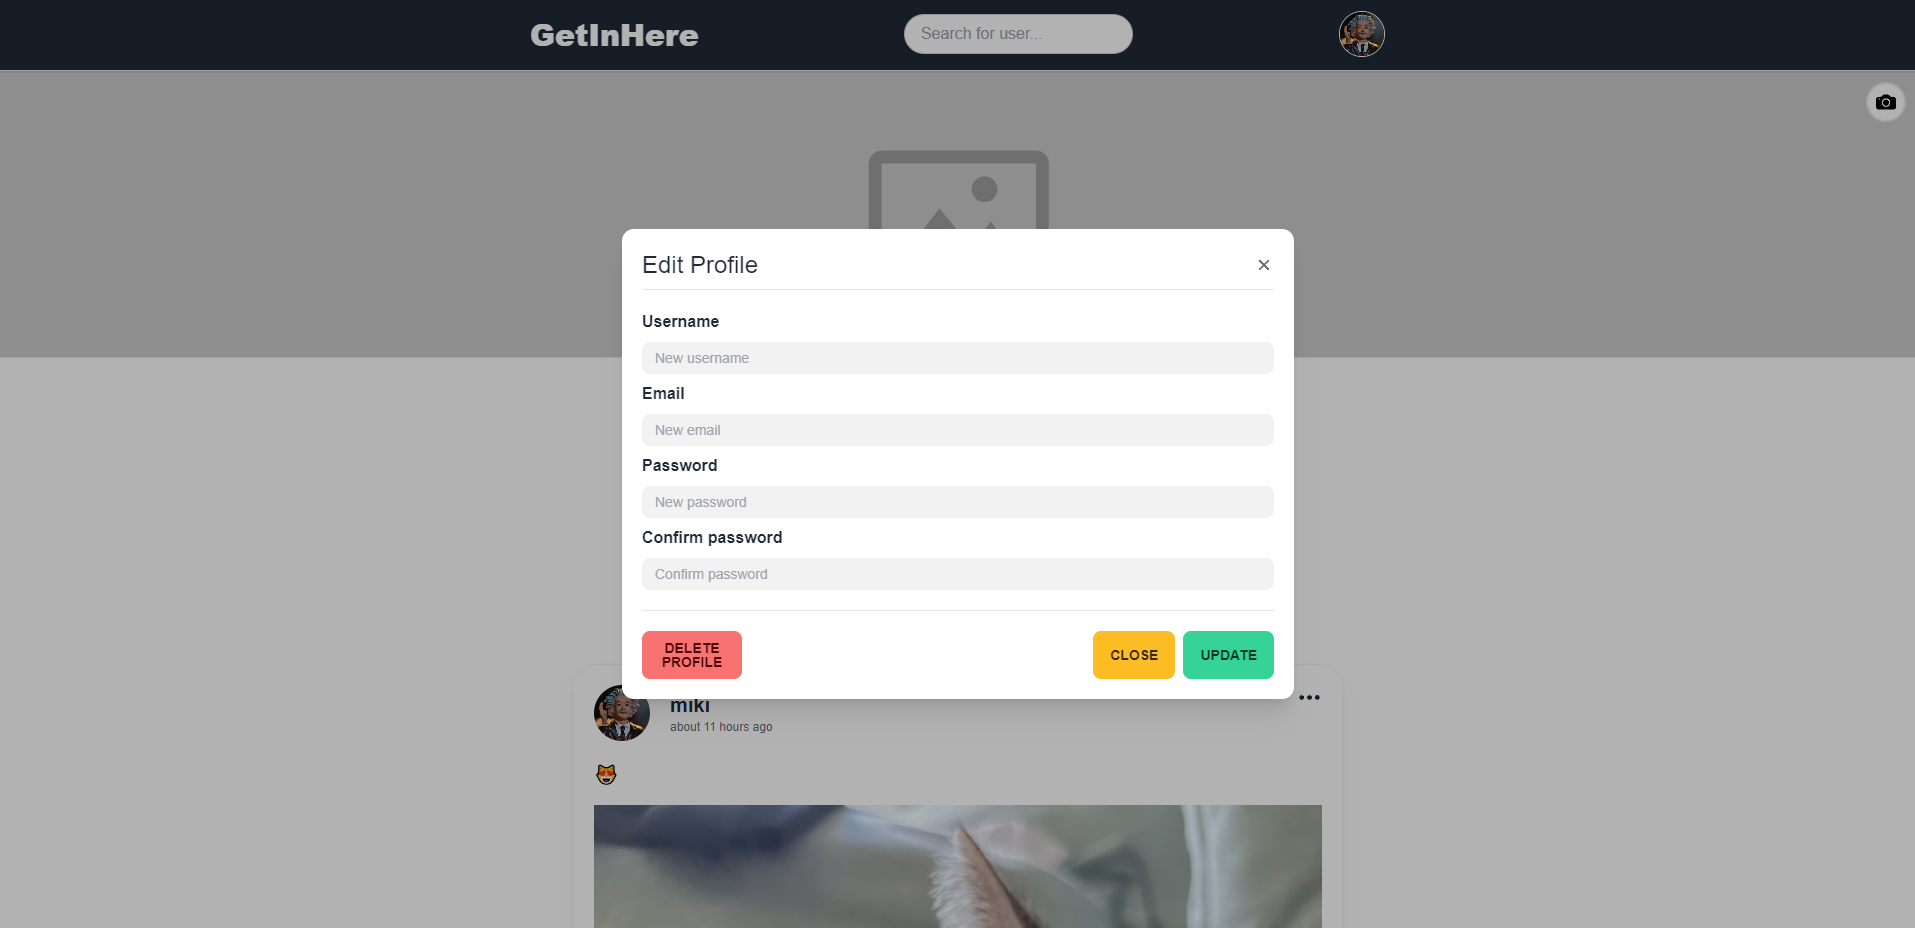 GetInHere
Search for user...
Edit Profile
Username
New username
Email
New email
Password
New password
Confirm password
Confirm password
DELETE
PROFILE
CLOSE
UPDATE
miki
about 11 hours ago